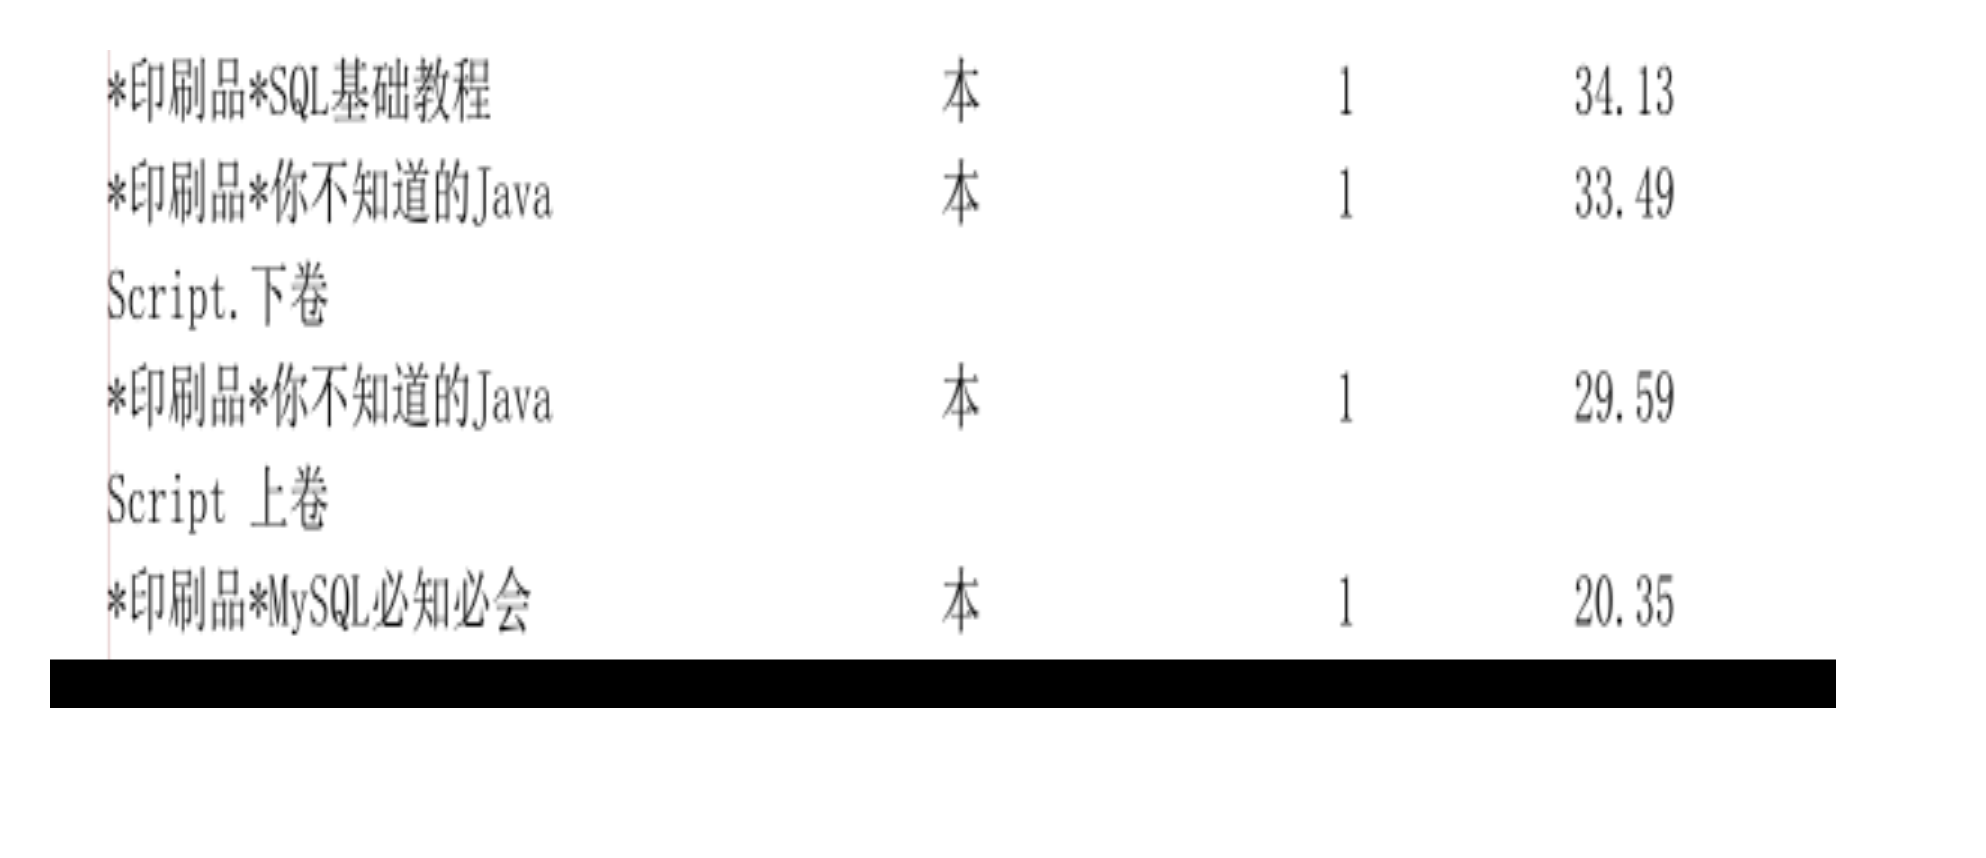 *印刷品*SQL基础教程 本 1 34.13
*印刷品*你不知道的Java 本 1 33.49
Script.下卷
*印刷品*你不知道的Java 本 1 29.59
Script 上卷
*印刷品*MySQL必知必会 本 1 20.35